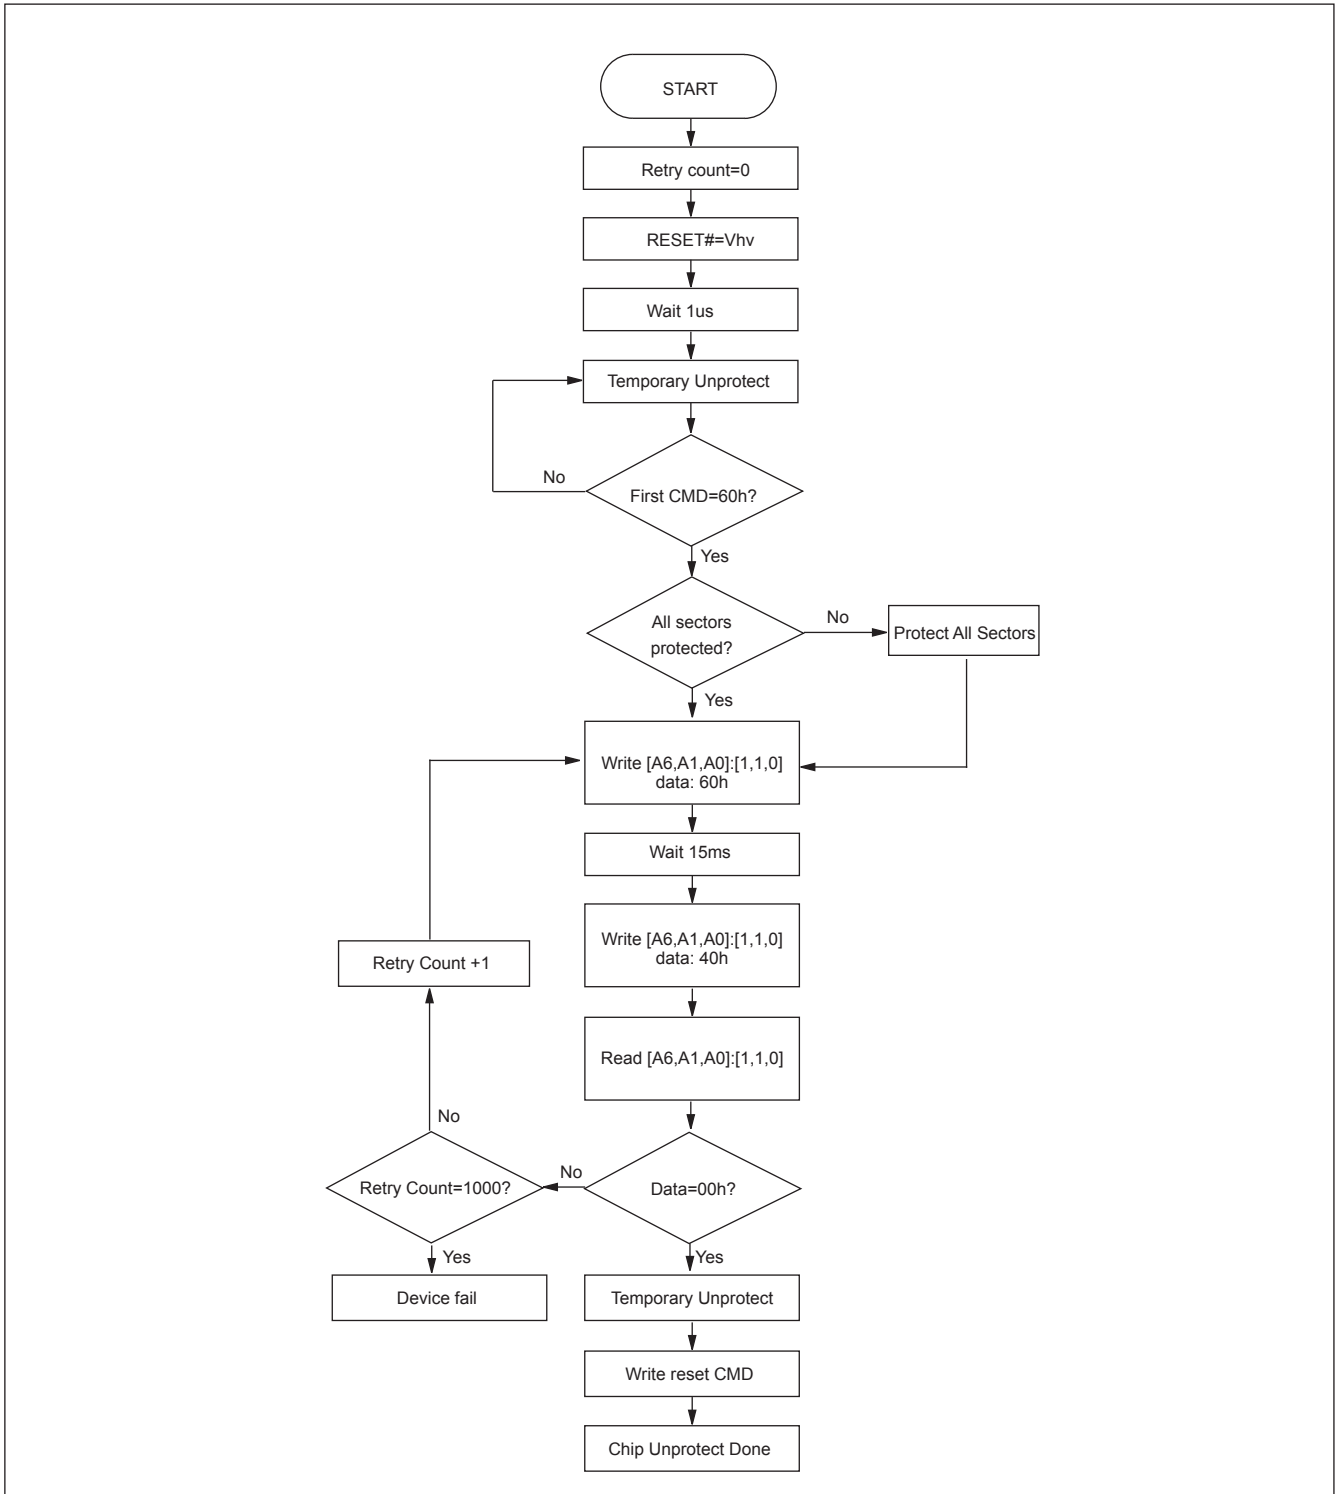 START
Retry count=0
RESET#=Vhv
Wait 1us
Temporary Unprotect
No
First CMD=60h?
Yes
All sectors
protected?
No
Protect All Sectors
Yes
Write [A6,A1,A0]:[1,1,0]
data: 60h
Wait 15ms
Write [A6,A1,A0]:[1,1,0]
data: 40h
Retry Count +1
Read [A6,A1,A0]:[1,1,0]
No
Retry Count=1000?
No
Data=00h?
Yes
Yes
Device fail
Temporary Unprotect
Write reset CMD
Chip Unprotect Done